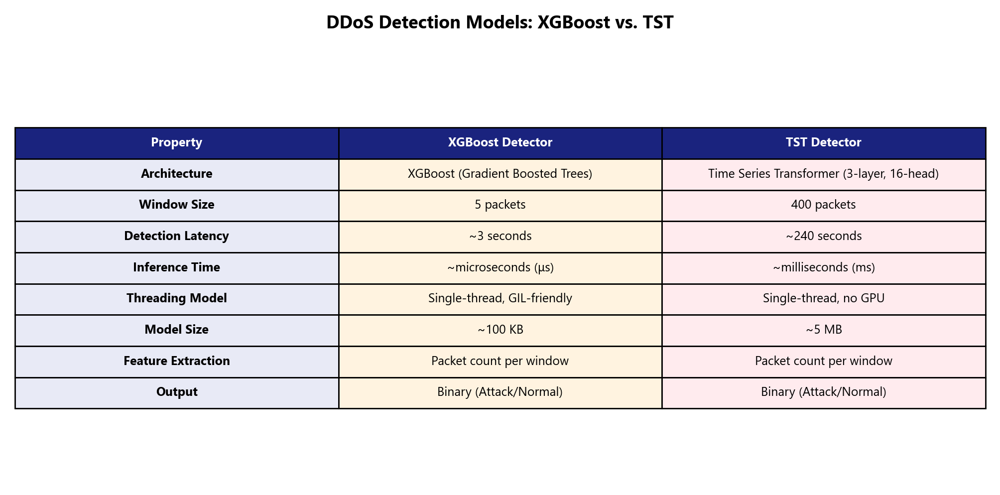 DDoS Detection Models: XGBoost vs. TST
Property XGBoost Detector TST Detector
Architecture XGBoost (Gradient Boosted Trees) Time Series Transformer (3-layer, 16-head)
Window Size 5 packets 400 packets
Detection Latency ~3 seconds ~240 seconds
Inference Time ~microseconds (µs) ~milliseconds (ms)
Threading Model Single-thread, GIL-friendly Single-thread, no GPU
Model Size ~100 KB ~5 MB
Feature Extraction Packet count per window Packet count per window
Output Binary (Attack/Normal) Binary (Attack/Normal)